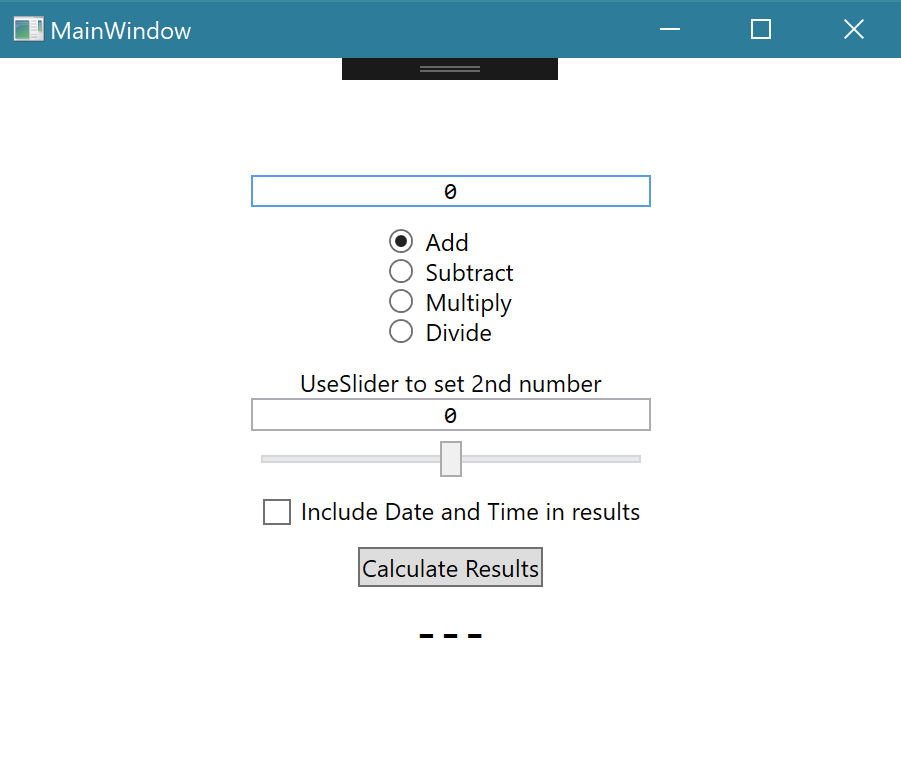 MainWindow
0
Add
Subtract
Multiply
Divide
UseSlider to set 2nd number
0
Include Date and Time in results
Calculate Results
---